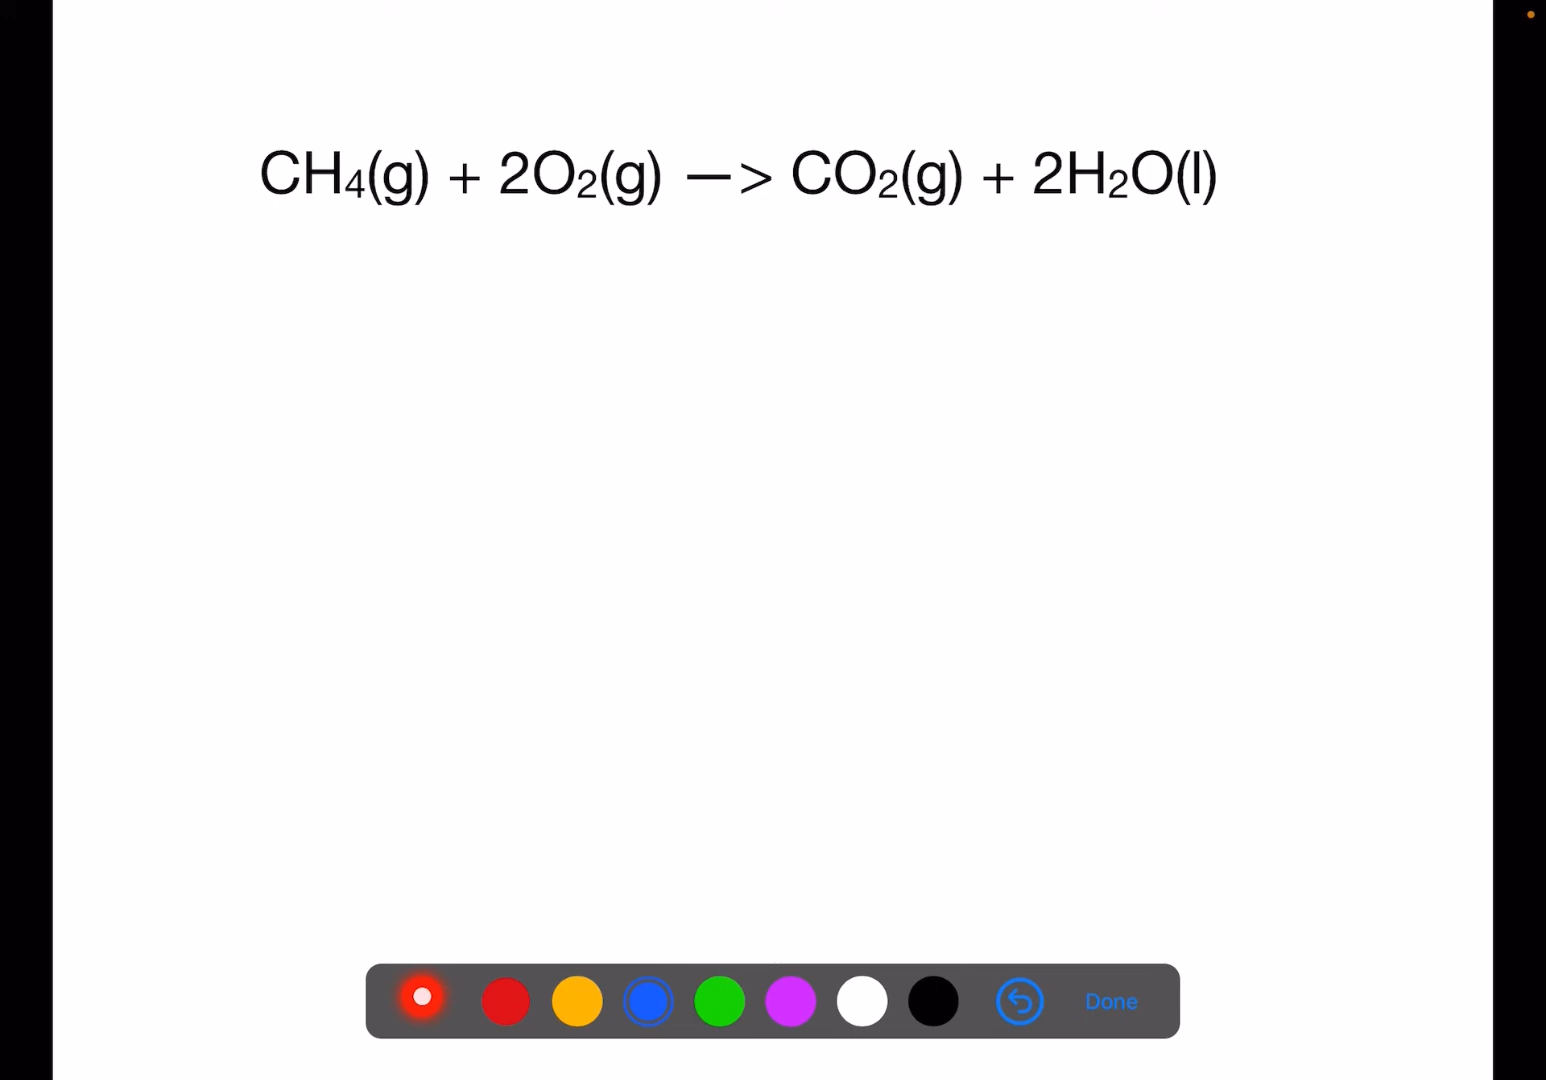 CH₄(g) + 2O₂(g) —> CO₂(g) + 2H₂O(l)
Done